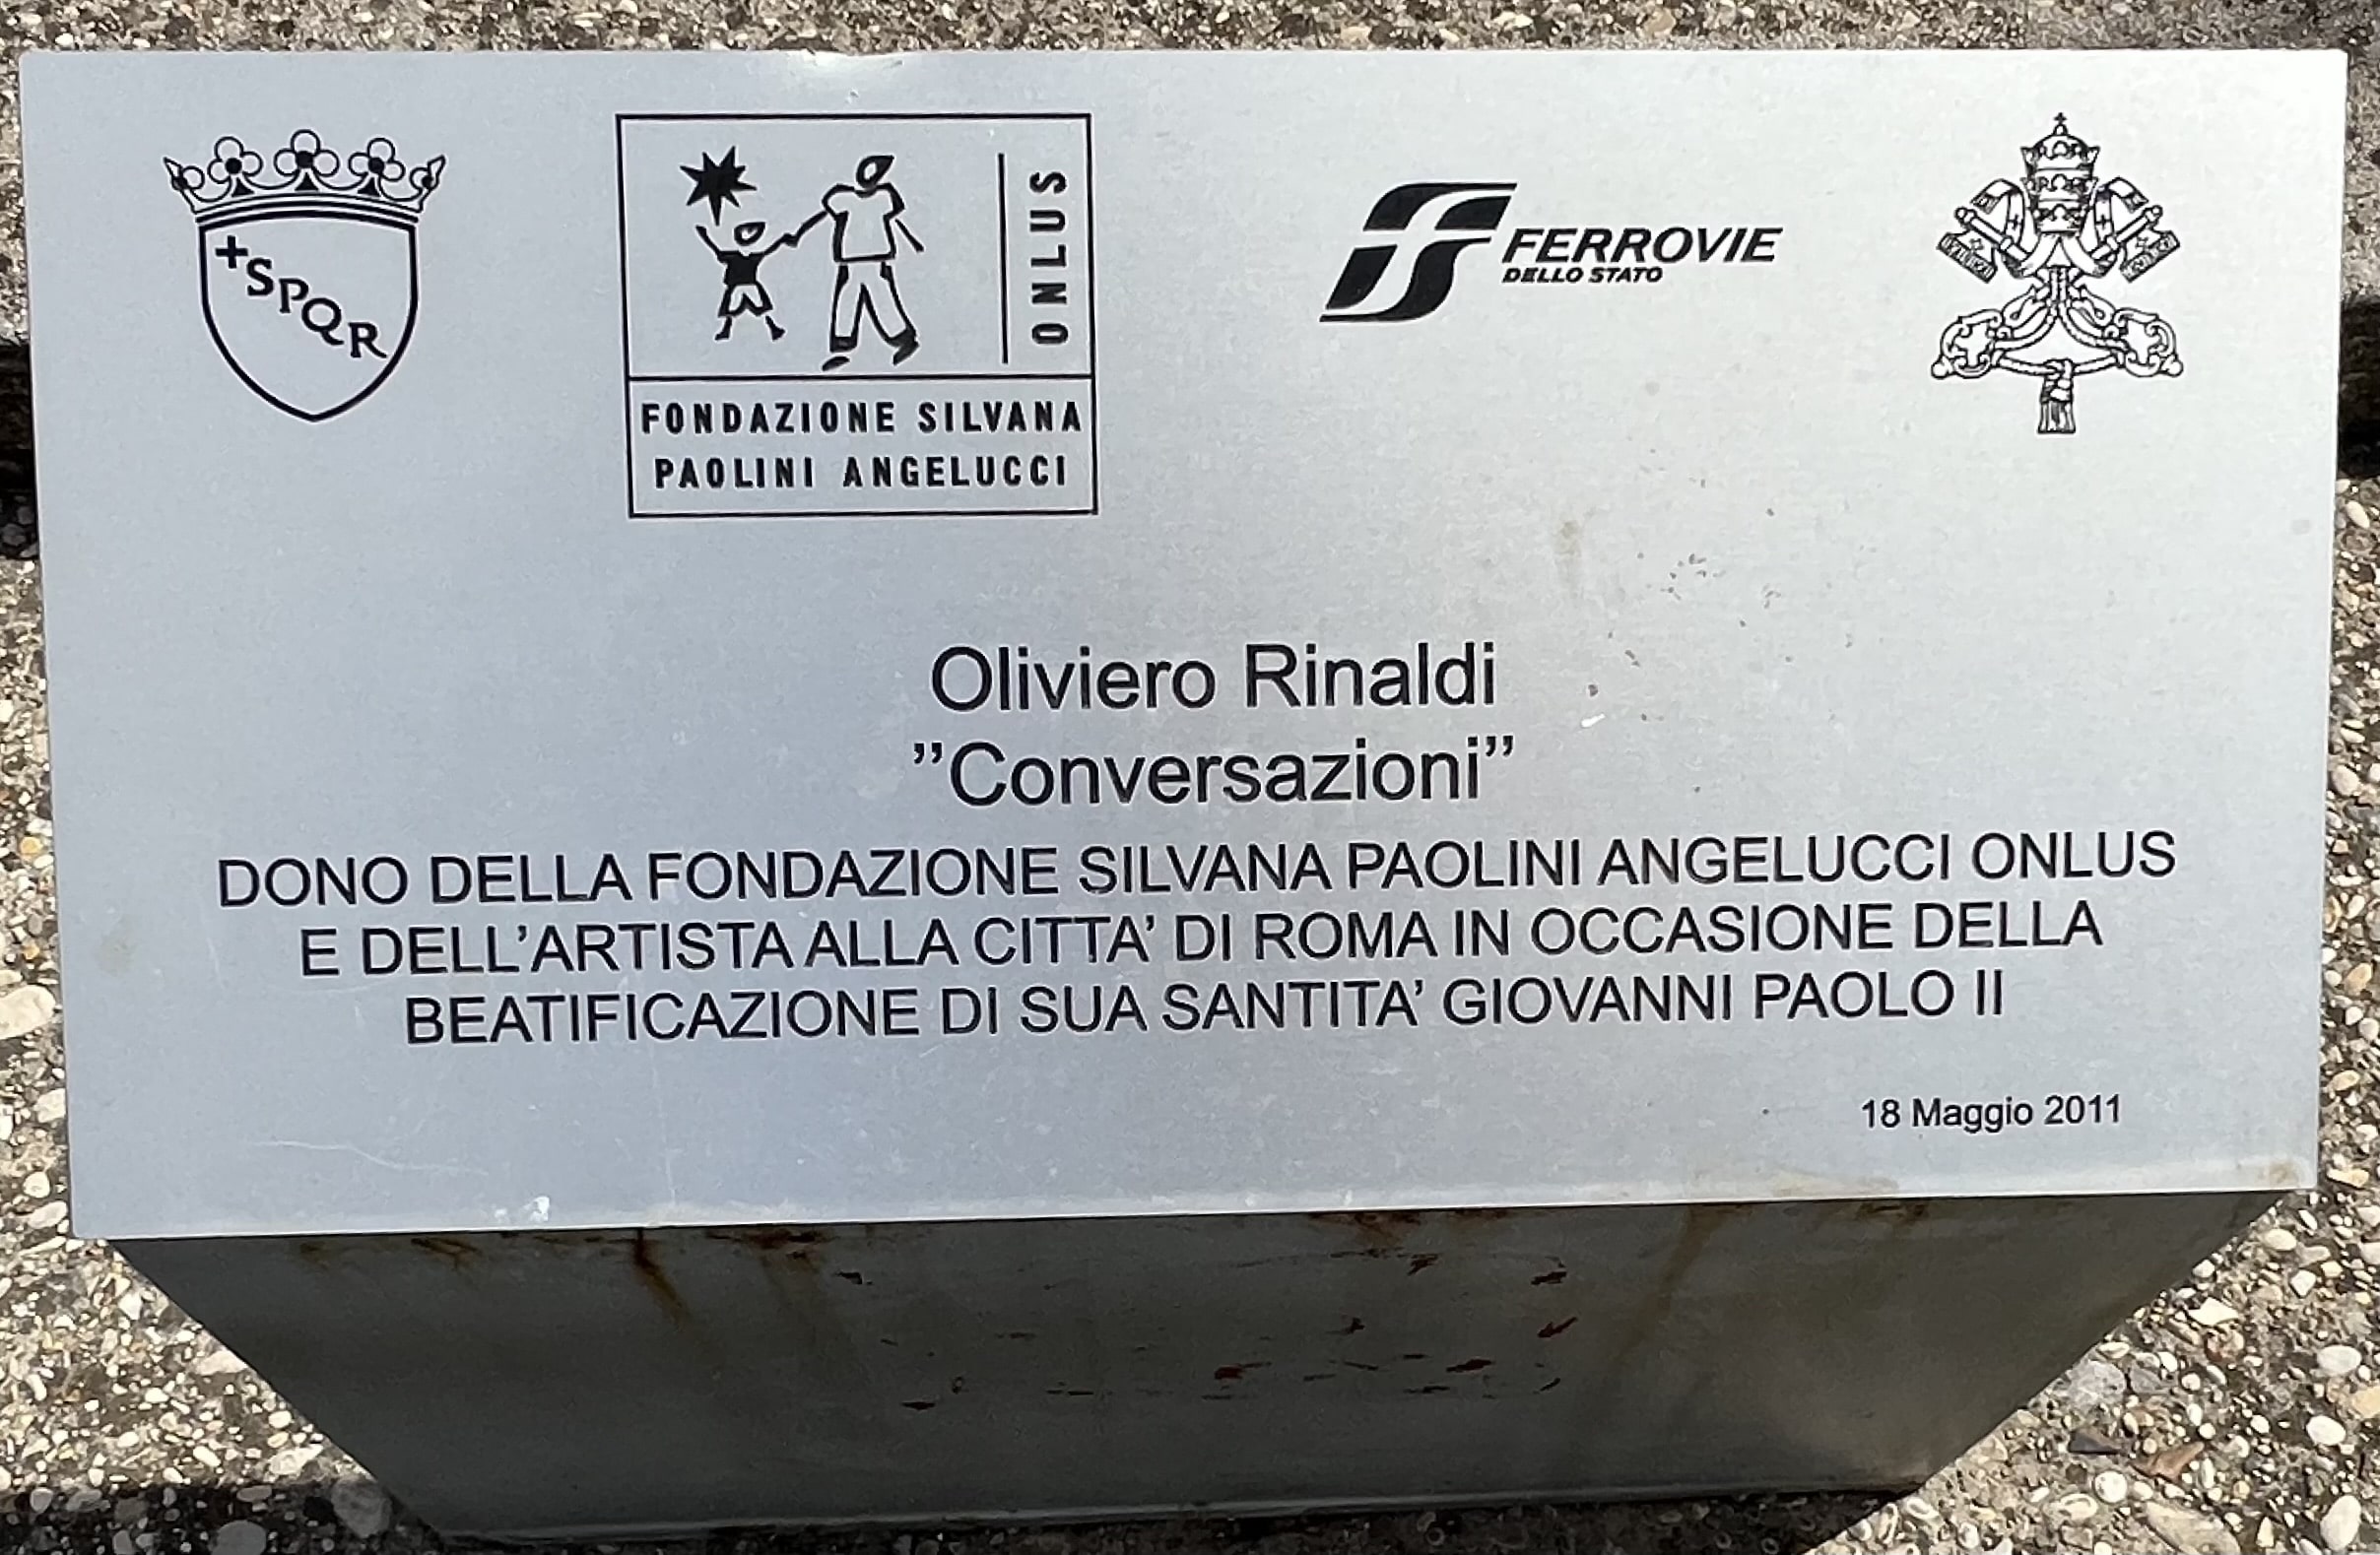 +SPQR
ONLUS
FONDAZIONE SILVANA
PAOLINI ANGELUCCI
FERROVIE
DELLO STATO
Oliviero Rinaldi
”Conversazioni”
DONO DELLA FONDAZIONE SILVANA PAOLINI ANGELUCCI ONLUS
E DELL’ARTISTA ALLA CITTA’ DI ROMA IN OCCASIONE DELLA
BEATIFICAZIONE DI SUA SANTITA’ GIOVANNI PAOLO II
18 Maggio 2011